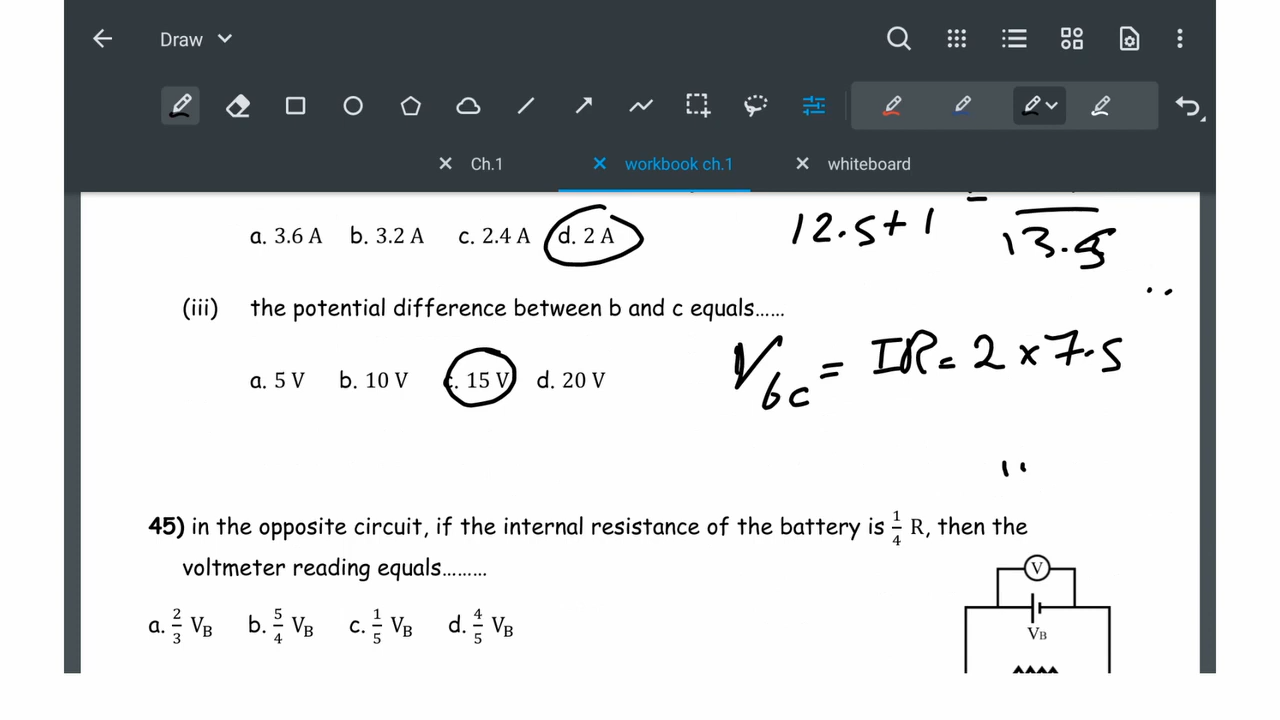 Draw
Ch.1 workbook ch.1 whiteboard
a. 3.6 A b. 3.2 A c. 2.4 A d. 2 A
12.5+1 = 13.5
(iii) the potential difference between b and c equals......
V bc = IR = 2 × 7.5
a. 5 V b. 10 V c. 15 V d. 20 V
45) in the opposite circuit, if the internal resistance of the battery is 1/4 R, then the
voltmeter reading equals.........
V
a. 2/3 VB b. 5/4 VB c. 1/5 VB d. 4/5 VB
VB